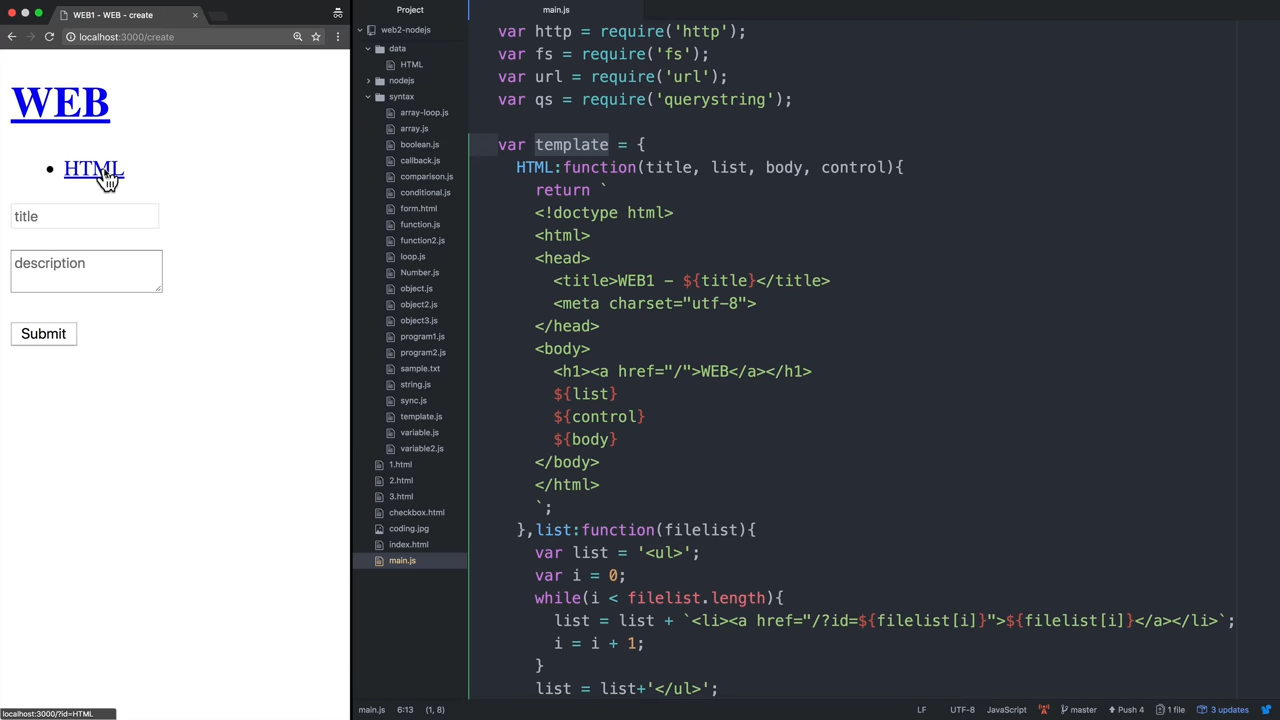 WEB1 - WEB - create
localhost:3000/create
WEB
HTML
title
description
Submit
localhost:3000/?id=HTML
Project
web2-nodejs
data
HTML
nodejs
syntax
array-loop.js
array.js
boolean.js
callback.js
comparison.js
conditional.js
form.html
function.js
function2.js
loop.js
Number.js
object.js
object2.js
object3.js
program1.js
program2.js
sample.txt
string.js
sync.js
template.js
variable.js
variable2.js
1.html
2.html
3.html
checkbox.html
coding.jpg
index.html
main.js
main.js
var http = require('http');
var fs = require('fs');
var url = require('url');
var qs = require('querystring');
var template = {
HTML:function(title, list, body, control){
return `
<!doctype html>
<html>
<head>
<title>WEB1 - ${title}</title>
<meta charset="utf-8">
</head>
<body>
<h1><a href="/">WEB</a></h1>
${list}
${control}
${body}
</body>
</html>
`;
},list:function(filelist){
var list = '<ul>';
var i = 0;
while(i < filelist.length){
list = list + `<li><a href="/?id=${filelist[i]}">${filelist[i]}</a></li>`;
i = i + 1;
}
list = list+'</ul>';
main.js 6:13 (1, 8) LF UTF-8 JavaScript master Push 4 1 file 3 updates